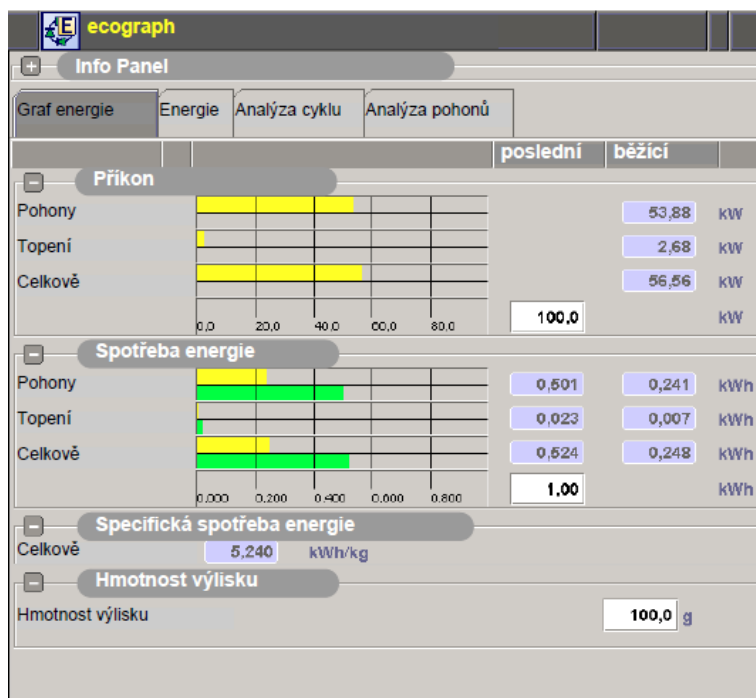 ecograph
Info Panel
Graf energie Energie Analýza cyklu Analýza pohonů
poslední běžící
Příkon
Pohony 53,88 kW
Topení 2,68 kW
Celkově 56,56 kW
0,0 20,0 40,0 60,0 80,0 100,0 kW
Spotřeba energie
Pohony 0,501 0,241 kWh
Topení 0,023 0,007 kWh
Celkově 0,524 0,248 kWh
0,000 0,200 0,400 0,600 0,800 1,00 kWh
Specifická spotřeba energie
Celkově 5,240 kWh/kg
Hmotnost výlisku
Hmotnost výlisku 100,0 g